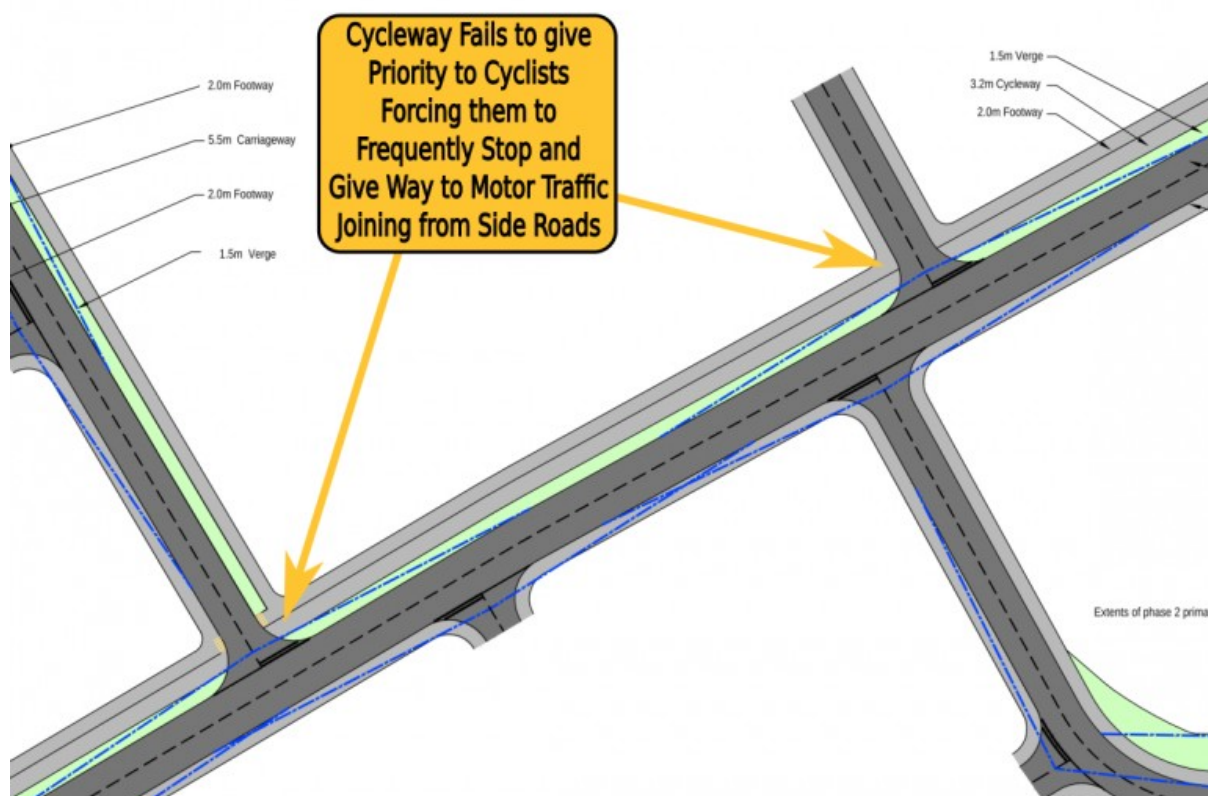 Cycleway Fails to give
Priority to Cyclists
Forcing them to
Frequently Stop and
Give Way to Motor Traffic
Joining from Side Roads
2.0m Footway
5.5m Carriageway
2.0m Footway
1.5m Verge
1.5m Verge
3.2m Cycleway
2.0m Footway
Extents of phase 2 prima